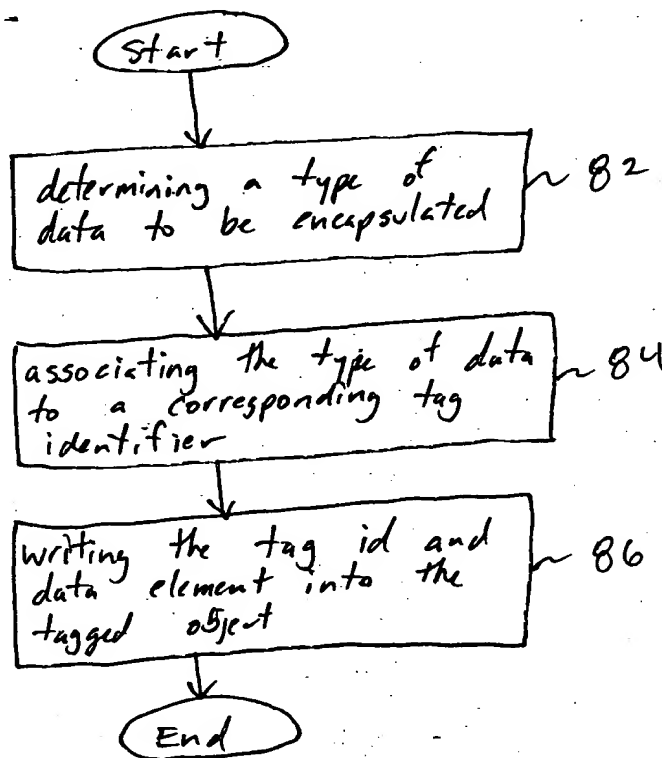 Start
determining a type of
data to be encapsulated
82
associating the type of data
to a corresponding tag
identifier
84
writing the tag id and
data element into the
tagged object
86
End